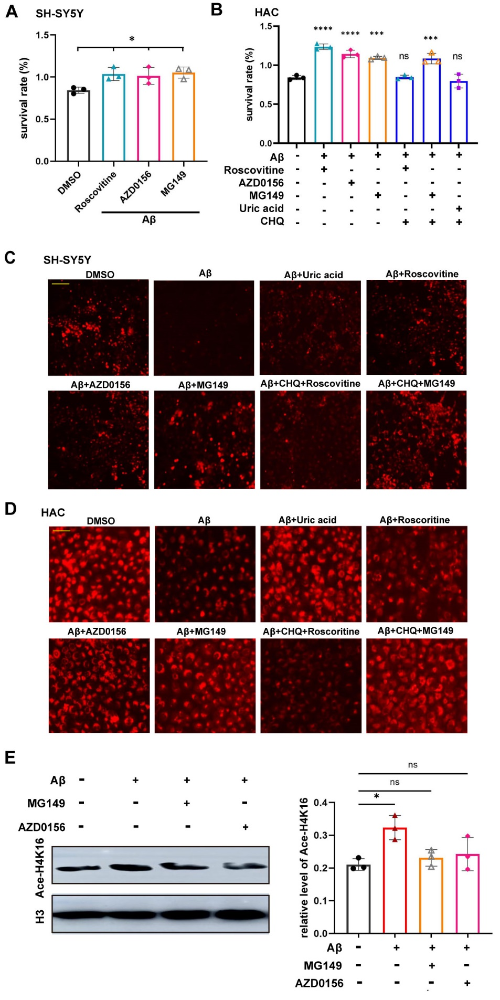 A
SH-SY5Y
survival rate (%)
1.5
1.0
0.5
0.0
*
DMSO
Roscovitine
AZD0156
MG149
Aβ
B
HAC
survival rate (%)
1.5
1.0
0.5
0.0
**** **** *** ns *** ns
Aβ - + + + + + +
Roscovitine - + - - + - -
AZD0156 - - + - - - -
MG149 - - - + - + -
Uric acid - - - - - - +
CHQ - - - - + + +
C
SH-SY5Y
DMSO Aβ Aβ+Uric acid Aβ+Roscovitine
Aβ+AZD0156 Aβ+MG149 Aβ+CHQ+Roscovitine Aβ+CHQ+MG149
D
HAC
DMSO Aβ Aβ+Uric acid Aβ+Roscoritine
Aβ+AZD0156 Aβ+MG149 Aβ+CHQ+Roscoritine Aβ+CHQ+MG149
E
Aβ - + + +
MG149 - - + -
AZD0156 - - - +
Ace-H4K16
H3
relative level of Ace-H4K16
ns
ns
*
0.4
0.3
0.2
0.1
0.0
Aβ - + + +
MG149 - - + -
AZD0156 - - - +